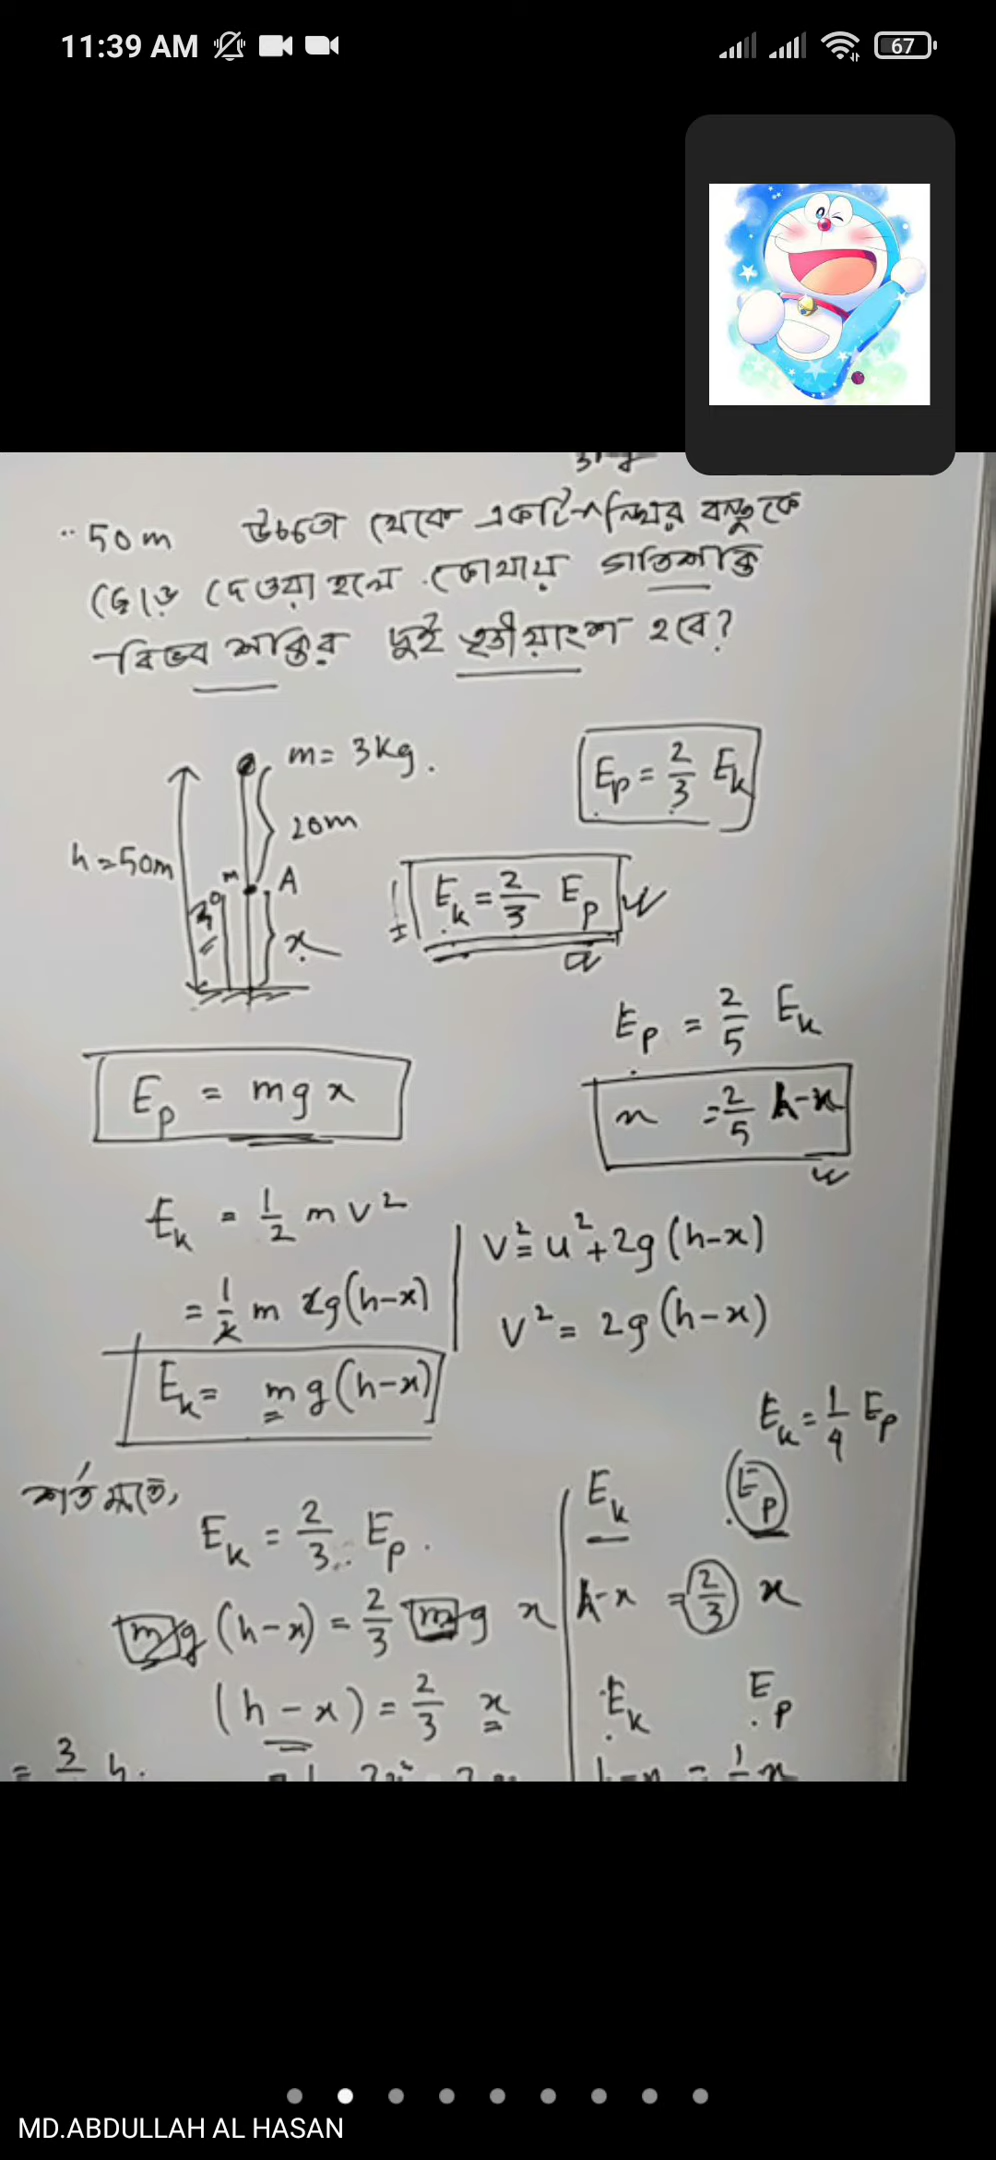 11:39 AM
67
50m উচ্চতা থেকে একটি স্থির বস্তুকে
ছেড়ে দেওয়া হলে কোথায় গতিশক্তি
বিভব শক্তির দুই তৃতীয়াংশ হবে?
m = 3kg.
Ep = 2/3 Ek
20m
h = 50m
m A
Ek = 2/3 Ep
30
x
Ep = 2/5 Ek
Ep = mg x
x = 2/5 h-x
Ek = 1/2 mv²
v² = u² + 2g (h-x)
= 1/2 m 2g(h-x)
v² = 2g (h-x)
Ek = mg(h-x)
Ek = 1/4 Ep
শর্তমতে,
Ek Ep
Ek = 2/3 Ep.
mg (h-x) = 2/3 mg x
h-x = 2/3 x
(h-x) = 2/3 x
Ek Ep
MD.ABDULLAH AL HASAN